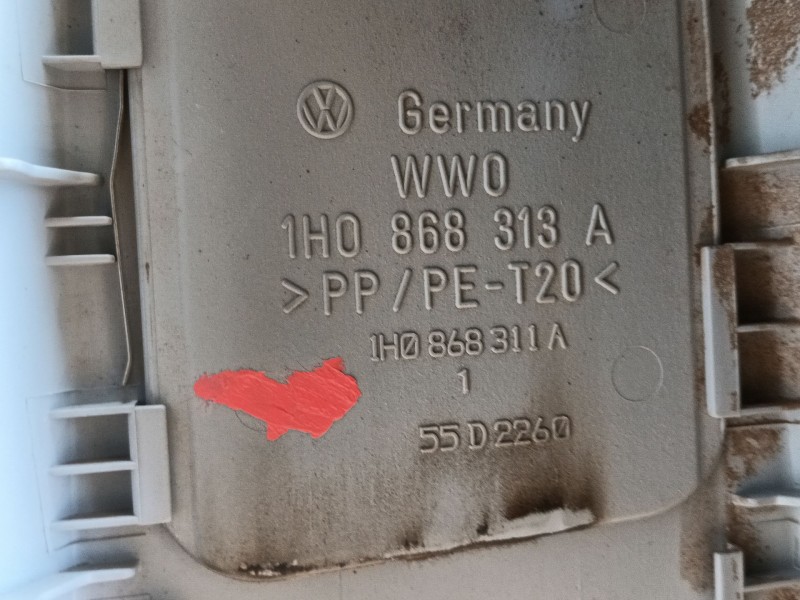 Germany
WWO
1H0 868 313 A
>PP/PE-T20<
1H0 868 311 A
1
55 D 2260